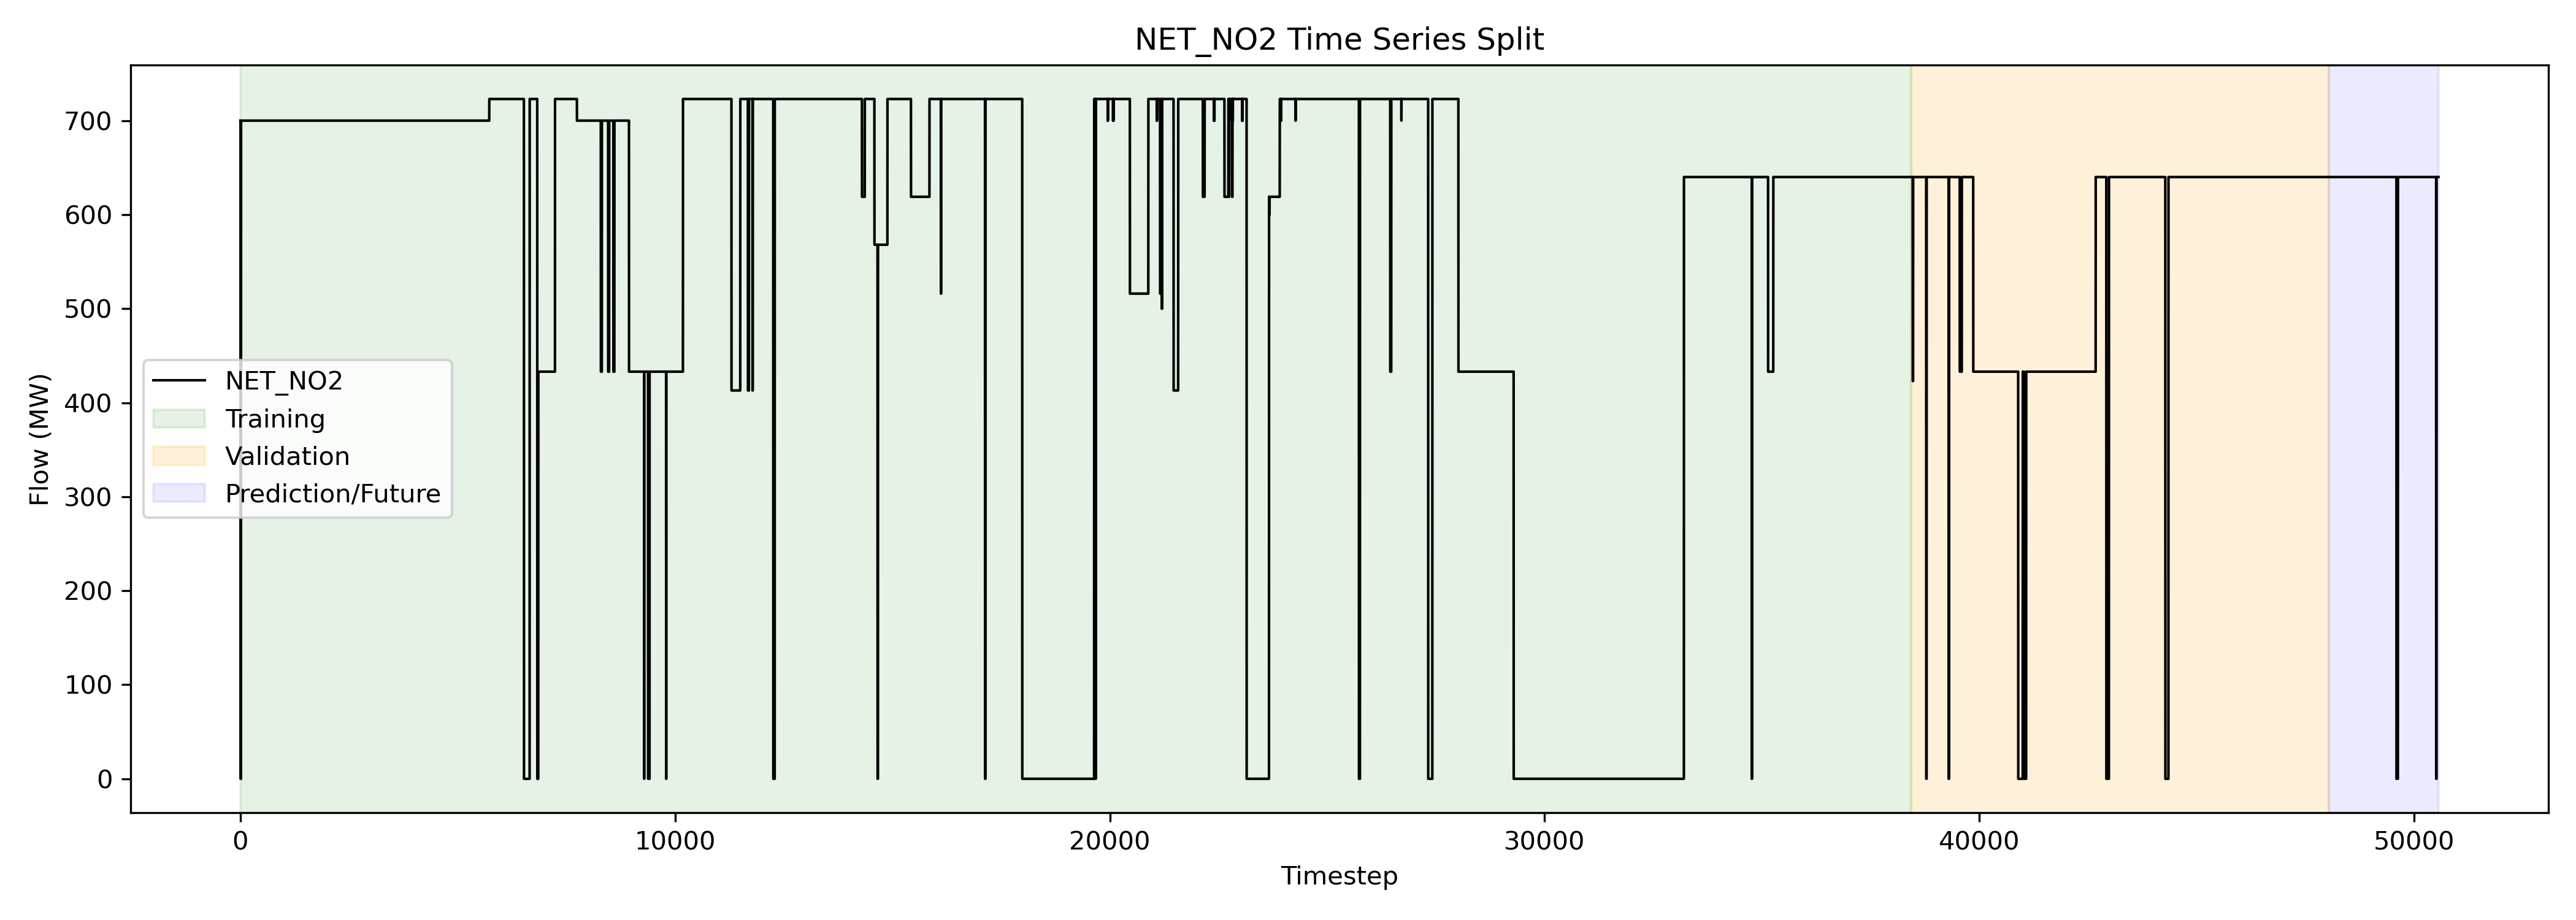 NET_NO2 Time Series Split
Flow (MW)
700
600
500
400
300
200
100
0
NET_NO2
Training
Validation
Prediction/Future
0 10000 20000 30000 40000 50000
Timestep